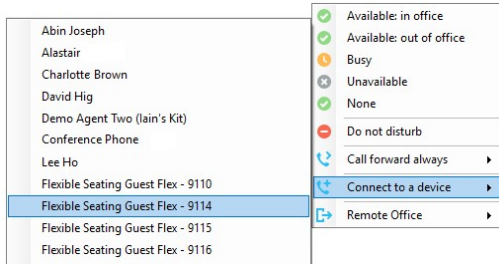 Abin Joseph
Alastair
Charlotte Brown
David Hig
Demo Agent Two (Iain's Kit)
Conference Phone
Lee Ho
Flexible Seating Guest Flex - 9110
Flexible Seating Guest Flex - 9114
Flexible Seating Guest Flex - 9115
Flexible Seating Guest Flex - 9116
Available: in office
Available: out of office
Busy
Unavailable
None
Do not disturb
Call forward always
Connect to a device
Remote Office